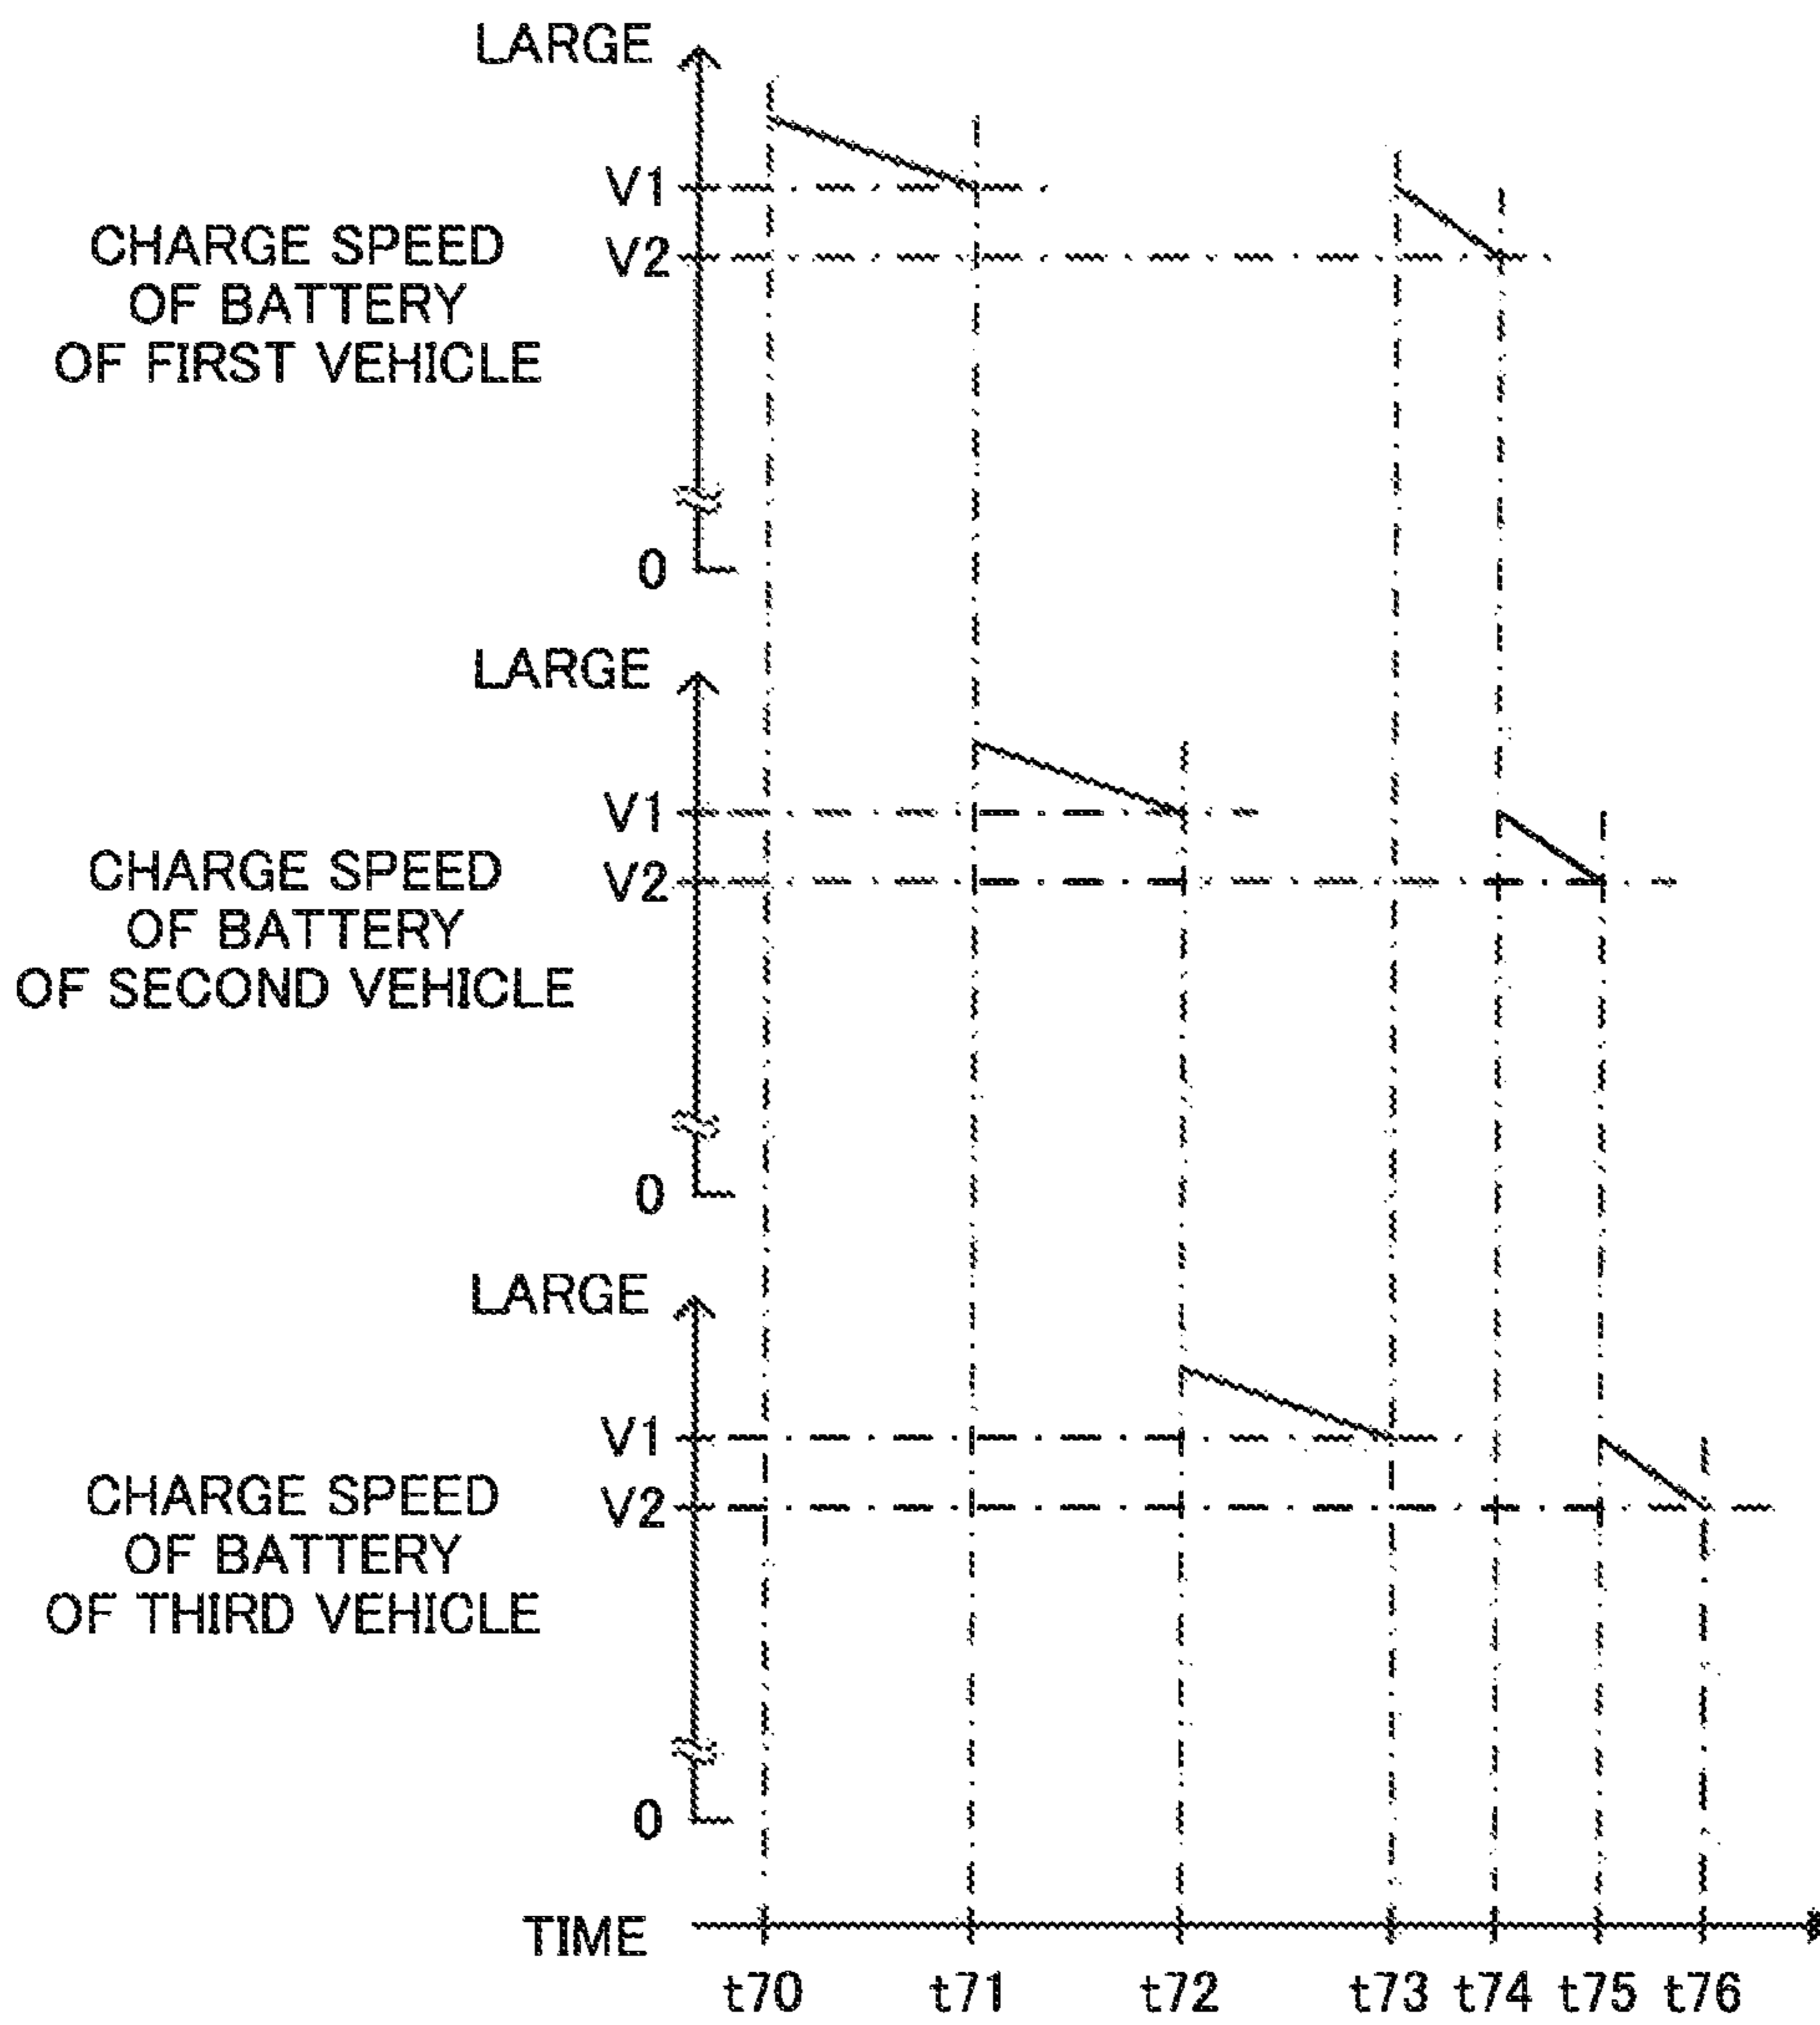 LARGE
V1
V2
CHARGE SPEED
OF BATTERY
OF FIRST VEHICLE
0
LARGE
V1
V2
CHARGE SPEED
OF BATTERY
OF SECOND VEHICLE
0
LARGE
V1
V2
CHARGE SPEED
OF BATTERY
OF THIRD VEHICLE
0
TIME
t70 t71 t72 t73 t74 t75 t76